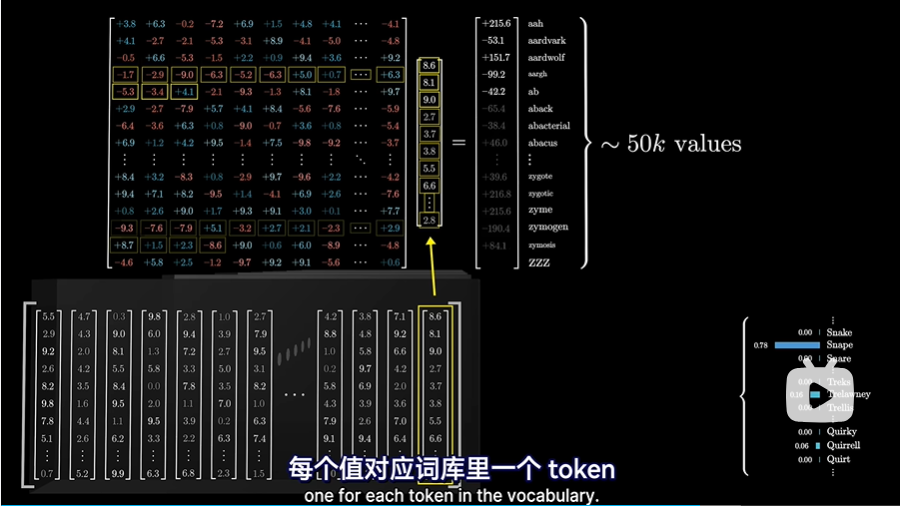 +3.8 +6.3 −0.2 −7.2 +6.9 +1.5 +4.8 +4.1 ⋯ −4.1 +215.6 aah
+4.1 −2.7 −2.1 −5.3 −3.1 +8.9 −4.1 −5.0 ⋯ −4.8 −53.1 aardvark
−0.5 +6.6 −5.3 −1.5 +2.2 +0.9 +9.4 +3.6 ⋯ +9.2 8.6 +151.7 aardwolf
−1.7 −2.9 −9.0 −6.3 −5.2 −6.3 +5.0 +0.7 ⋯ +6.3 8.1 −99.2 aargh
−5.3 −3.4 +4.1 −2.1 −9.3 −1.3 +8.1 −1.8 ⋯ +9.7 9.0 −42.2 ab
+2.9 −2.7 −7.9 +5.7 +4.1 +8.4 −5.6 −7.6 ⋯ −5.9 2.7 −65.4 aback
−6.4 −3.6 +6.3 +0.8 −9.0 −0.7 +3.6 −0.8 ⋯ −5.4 3.7 −38.4 abacterial
+6.9 +1.2 +4.2 +9.5 −1.4 +7.5 −9.8 −9.2 ⋯ −3.7 3.8 = +46.0 abacus ∼ 50k values
⋮ ⋮ ⋮ ⋮ ⋮ ⋮ ⋮ ⋮ ⋱ ⋮ 5.5 ⋮ ⋮
+8.4 +3.2 −8.3 +0.8 −2.9 +9.7 −9.6 +2.2 ⋯ −4.2 6.6 +39.6 zygote
+9.4 +7.1 +8.2 −9.5 +1.4 −4.1 +6.9 +2.6 ⋯ −7.6 ⋮ +216.8 zygotic
+0.8 +2.6 +9.0 +1.7 +9.3 +9.1 +3.0 +0.1 ⋯ +7.7 2.8 +215.6 zyme
−9.3 −7.6 −7.9 +5.1 −3.2 +2.7 +2.1 −2.3 ⋯ +2.9 −190.4 zymogen
+8.7 +1.5 +2.3 −8.6 +9.0 +0.6 +6.0 −8.9 ⋯ −4.8 +84.1 zymosis
−4.6 +5.8 +2.5 −1.2 −9.7 +9.2 +9.1 −5.6 ⋯ +0.6 ZZZ
5.5 4.7 0.3 9.8 2.8 1.0 2.7 4.2 3.8 7.1 8.6
2.9 4.3 9.0 6.0 9.4 3.9 7.9 8.8 4.8 9.2 8.1
9.2 2.0 8.1 1.3 7.2 2.7 9.5 1.0 5.8 6.6 9.0
2.6 4.2 5.5 5.8 3.3 5.0 3.1 0.2 9.7 4.2 2.7
8.2 3.5 8.4 0.0 7.8 3.5 8.2 5.8 6.9 2.0 3.7
9.8 1.6 9.5 2.0 1.1 7.0 1.0 ⋯ 4.3 3.9 3.6 3.8
7.8 4.4 1.1 9.5 3.9 0.2 6.3 7.9 2.6 7.0 5.5
5.1 2.6 6.2 3.3 2.2 6.3 7.4 9.1 9.4 6.4 6.6
⋮ ⋮ ⋮ ⋮ ⋮ ⋮ ⋮ ⋮ ⋮ ⋮ ⋮
0.7 5.2 9.9 6.3 6.8 2.3 1.5
⋮
0.00 Snake
0.78 Snape
0.00 Snare
⋮
0.00 Treks
0.16 Trelawney
0.00 Trellis
⋮
0.00 Quirky
0.06 Quirrell
0.00 Quirt
⋮
每个值对应词库里一个 token
one for each token in the vocabulary.